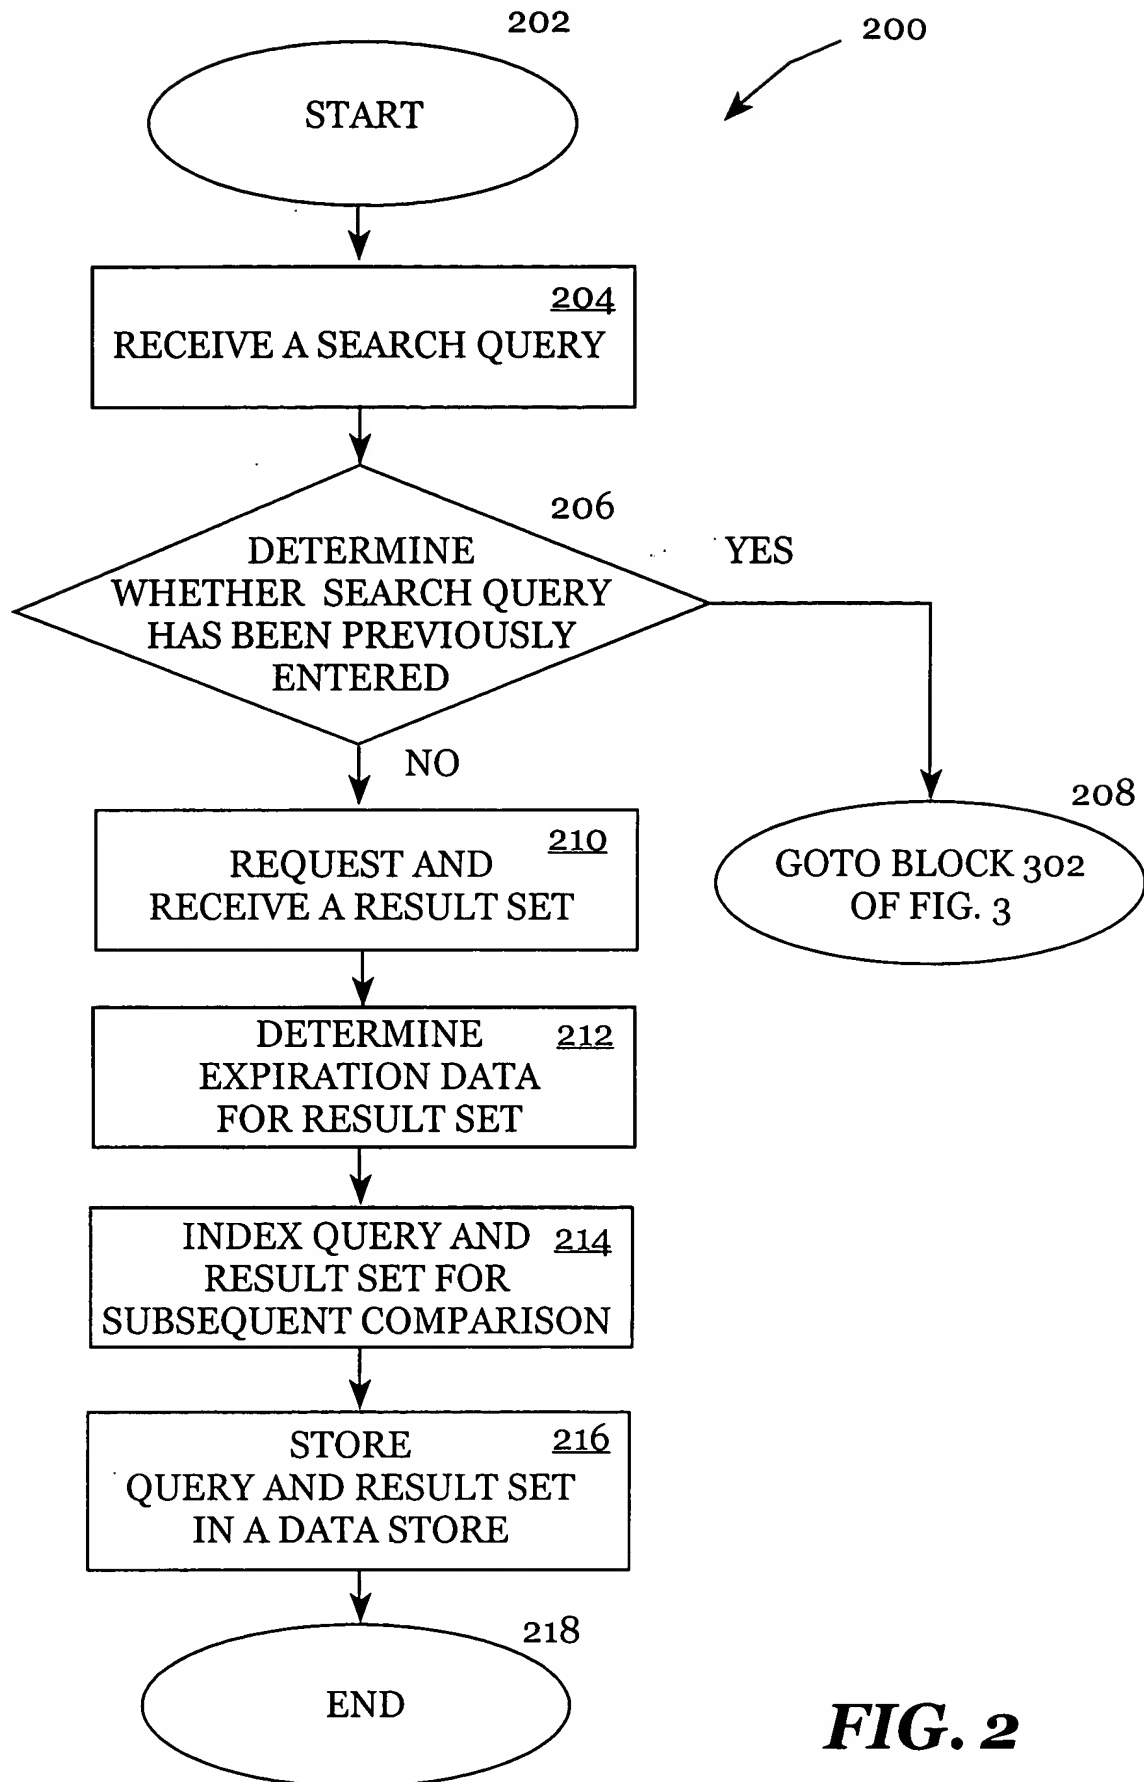 202
200
START
204
RECEIVE A SEARCH QUERY
206
DETERMINE
WHETHER SEARCH QUERY
HAS BEEN PREVIOUSLY
ENTERED
YES
NO
208
GOTO BLOCK 302
OF FIG. 3
210
REQUEST AND
RECEIVE A RESULT SET
212
DETERMINE
EXPIRATION DATA
FOR RESULT SET
214
INDEX QUERY AND
RESULT SET FOR
SUBSEQUENT COMPARISON
216
STORE
QUERY AND RESULT SET
IN A DATA STORE
218
END
FIG. 2